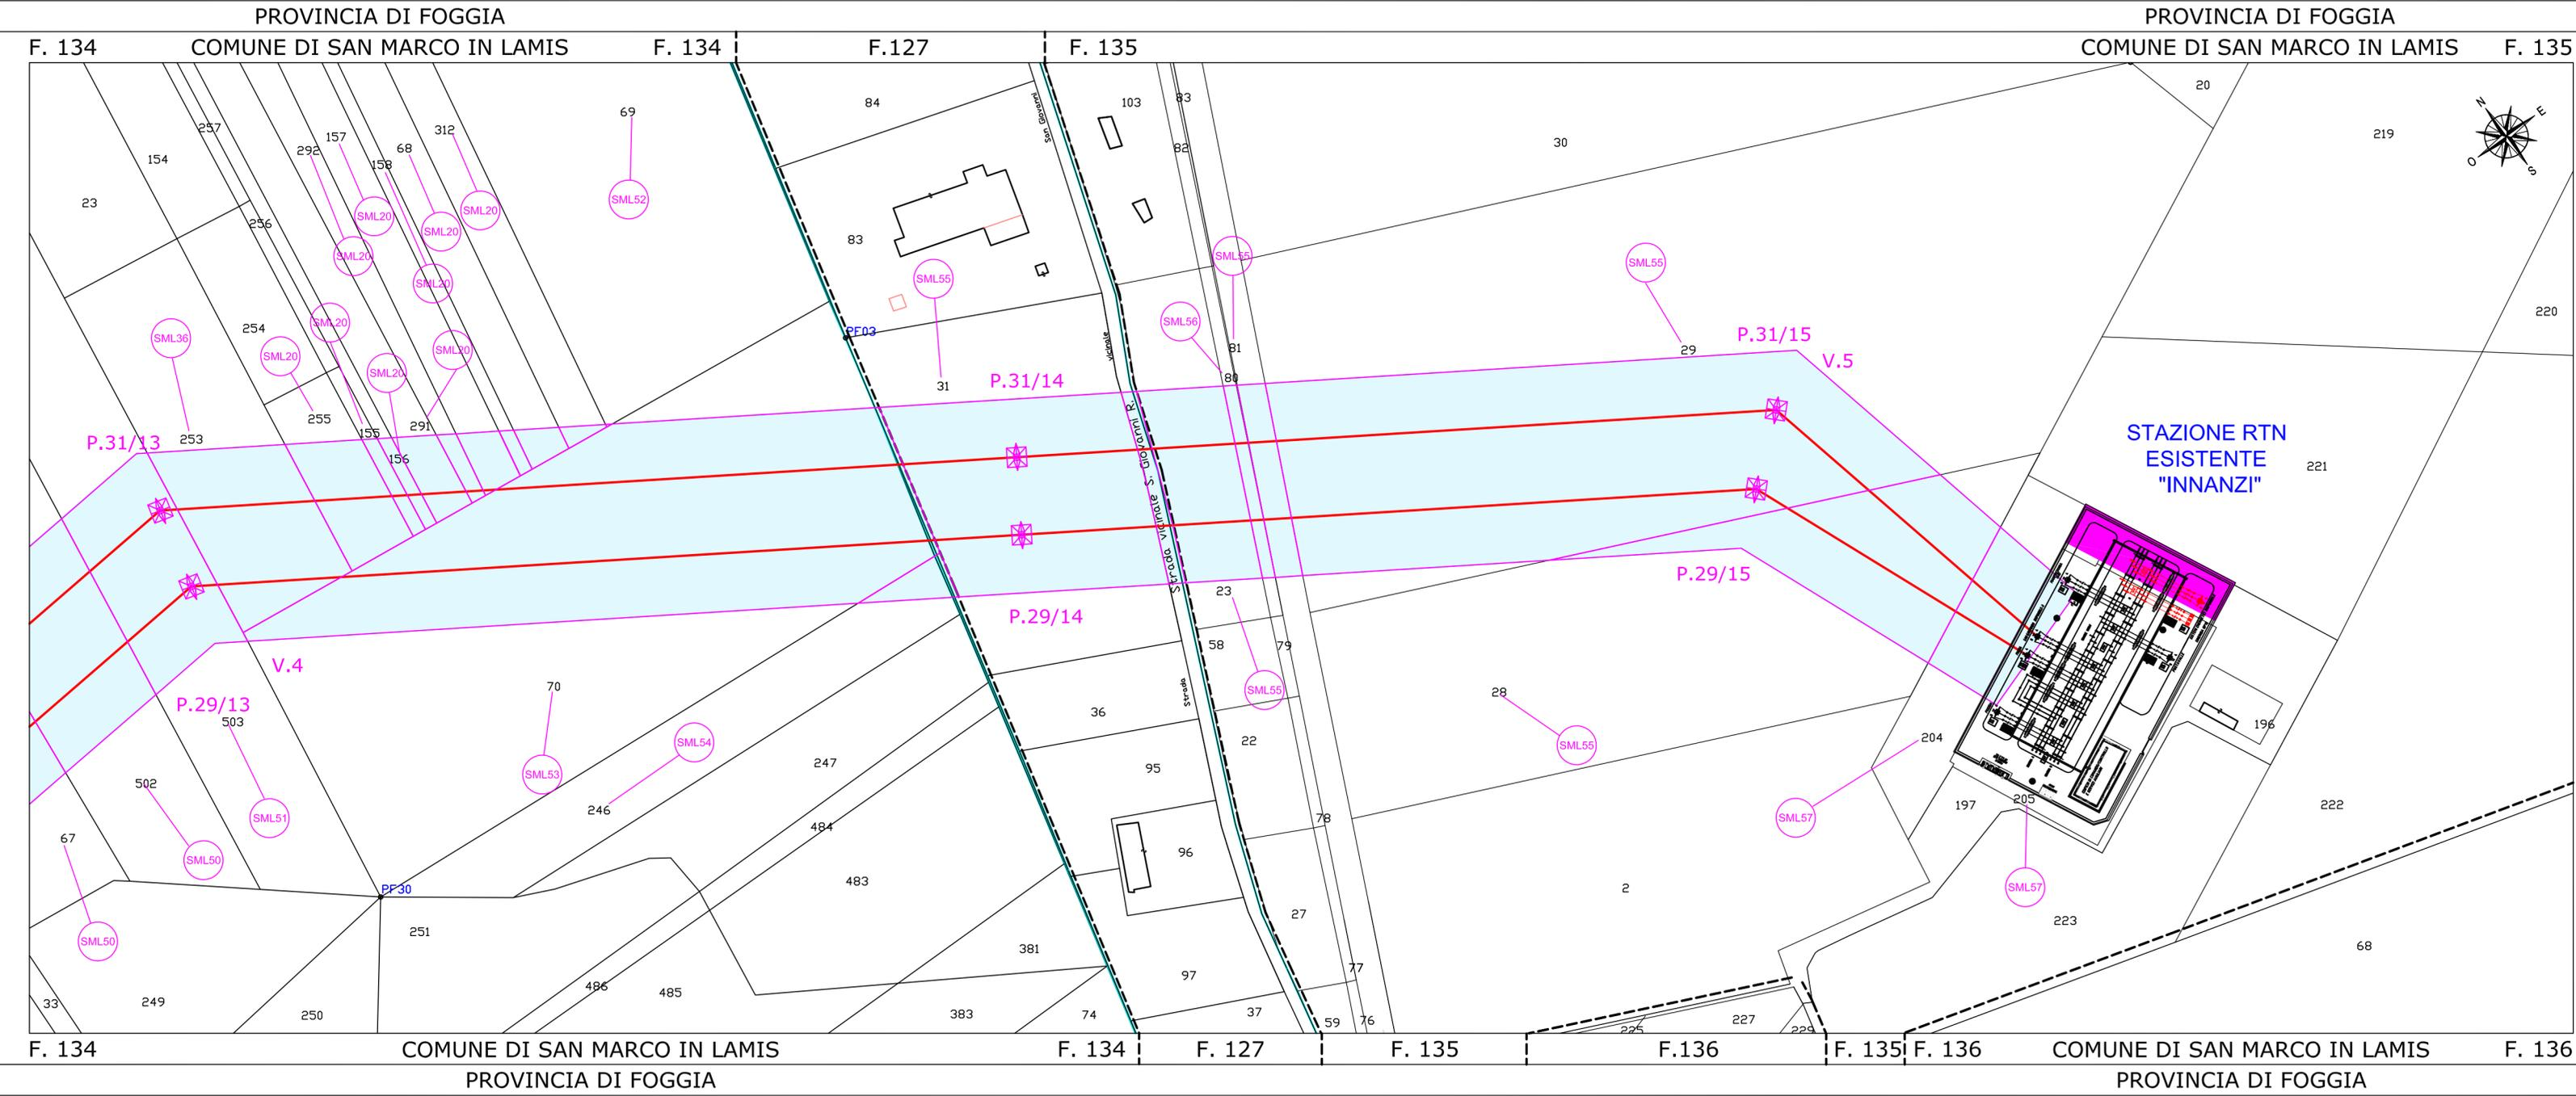 PROVINCIA DI FOGGIA
PROVINCIA DI FOGGIA
F. 134
COMUNE DI SAN MARCO IN LAMIS
F. 134
F.127
F. 135
COMUNE DI SAN MARCO IN LAMIS
F. 135
20
69
84
103
83
257
312
219
157
30
N
E
O
S
San Giovanni
292
68
82
154
158
23
SML52
SML20
SML20
256
SML20
83
SML20
SML55
SML55
SML55
SML20
220
SML20
SML56
254
PF03
SML36
P.31/15
vicinale
81
29
SML20
SML20
V.5
SML20
80
31
P.31/14
255
291
155
STAZIONE RTN
ESISTENTE
"INNANZI"
P.31/13
253
156
221
Strada vicinale S. Giovanni R.
P.29/15
23
P.29/14
58
79
V.4
70
SML55
28
Strada
P.29/13
36
503
196
SML54
22
SML55
204
247
95
SML53
502
205
197
222
246
SML51
78
SML57
484
67
96
SML50
483
2
SML57
27
223
251
PF30
SML50
381
68
77
97
486
485
249
33
250
383
74
37
59
76
227
225
229
F. 134
COMUNE DI SAN MARCO IN LAMIS
F. 134
F. 127
F. 135
F.136
F. 135
F. 136
COMUNE DI SAN MARCO IN LAMIS
F. 136
PROVINCIA DI FOGGIA
PROVINCIA DI FOGGIA